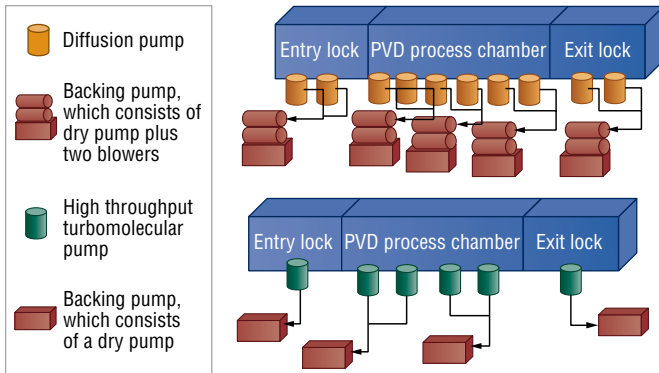 Diffusion pump
Backing pump,
which consists of
dry pump plus
two blowers
High throughput
turbomolecular
pump
Backing pump,
which consists
of a dry pump
Entry lock PVD process chamber Exit lock
Entry lock PVD process chamber Exit lock